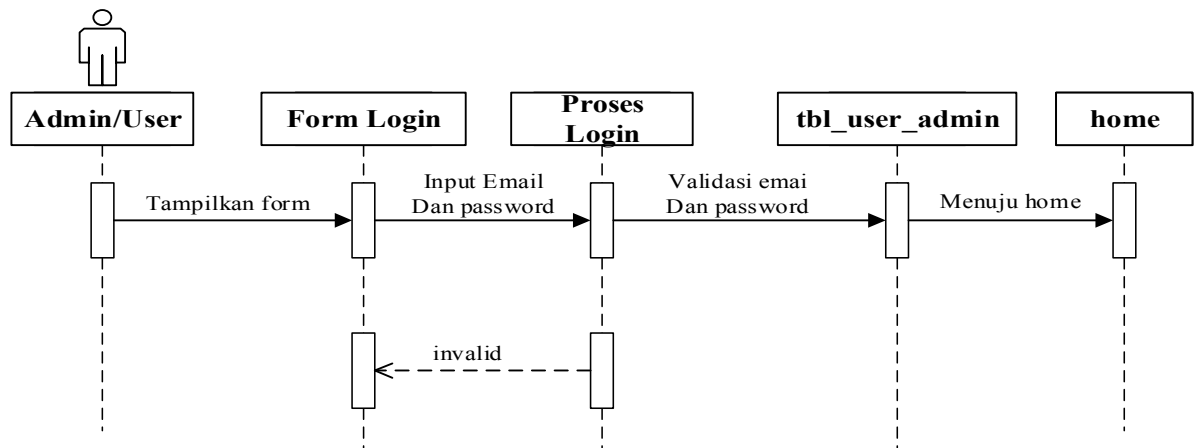 Admin/User
Form Login
Proses
Login
tbl_user_admin
home
Tampilkan form
Input Email
Dan password
Validasi emai
Dan password
Menuju home
invalid